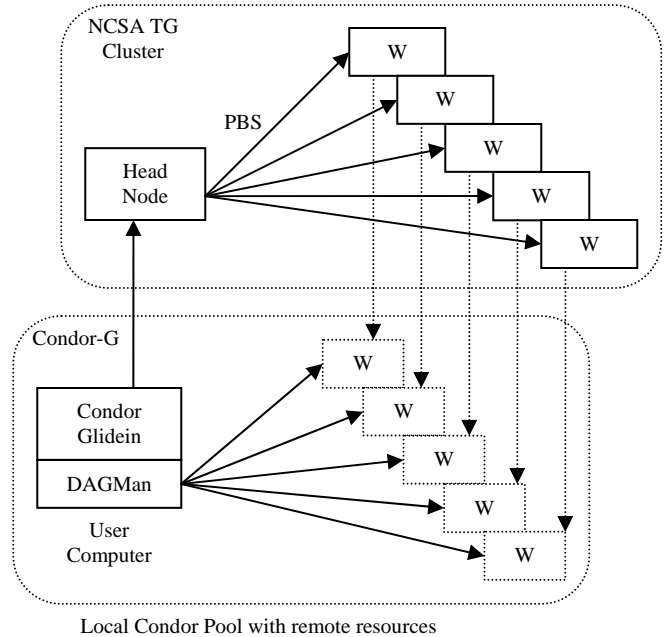 NCSA TG
Cluster
W
W
PBS
W
Head
Node
W
W
Condor-G
W
Condor
Glidein
W
W
DAGMan
W
User
Computer
W
Local Condor Pool with remote resources